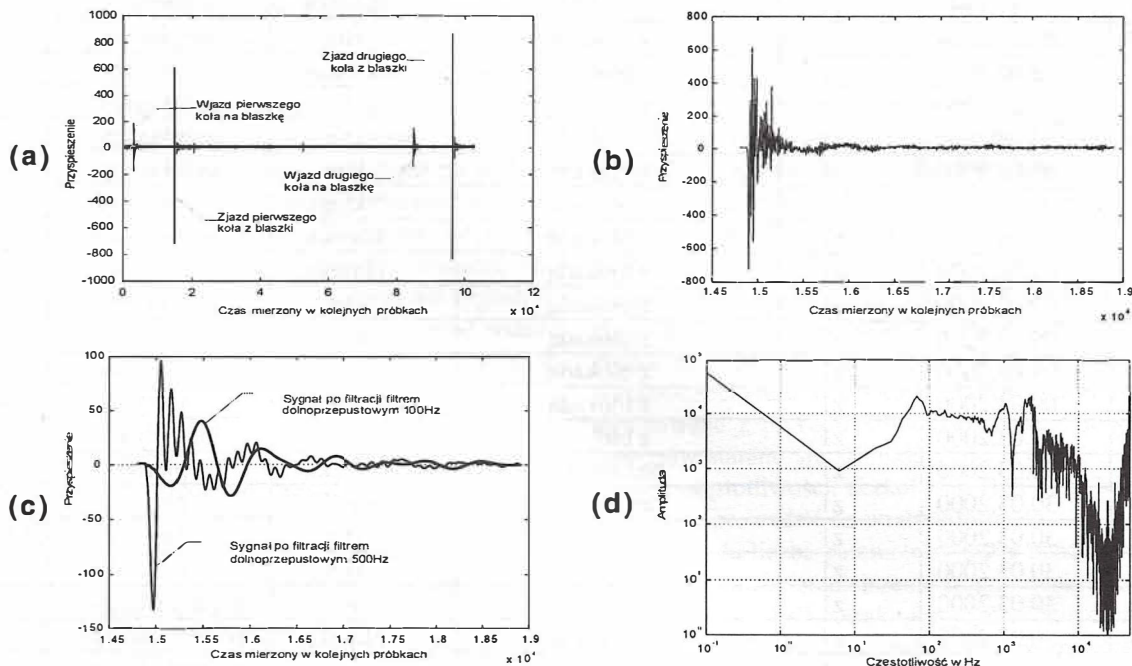 (a)
Przyspieszenie
1000
800
600
400
200
0
-200
-400
-600
-800
-1000
Zjazd drugiego
koła z blaszki
Wjazd pierwszego
koła na blaszkę
Wjazd drugiego
koła na blaszkę
Zjazd pierwszego
koła z blaszki
0 2 4 6 8 10 12
Czas mierzony w kolejnych próbkach
x 10⁴
(b)
Przyspieszenie
800
600
400
200
0
-200
-400
-600
-800
1.45 1.5 1.55 1.6 1.65 1.7 1.75 1.8 1.85 1.9
Czas mierzony w kolejnych próbkach
x 10⁴
(c)
Przyspieszenie
100
50
0
-50
-100
-150
Sygnał po filtracji filtrem
dolnoprzepustowym 100Hz
Sygnał po filtracji filtrem
dolnoprzepustowym 500Hz
1.45 1.5 1.55 1.6 1.65 1.7 1.75 1.8 1.85 1.9
Czas mierzony w kolejnych próbkach
x 10⁴
(d)
Amplituda
10⁴
10²
10¹
10⁰
10⁻¹ 10⁰ 10¹ 10² 10³ 10⁴
Częstotliwość w Hz